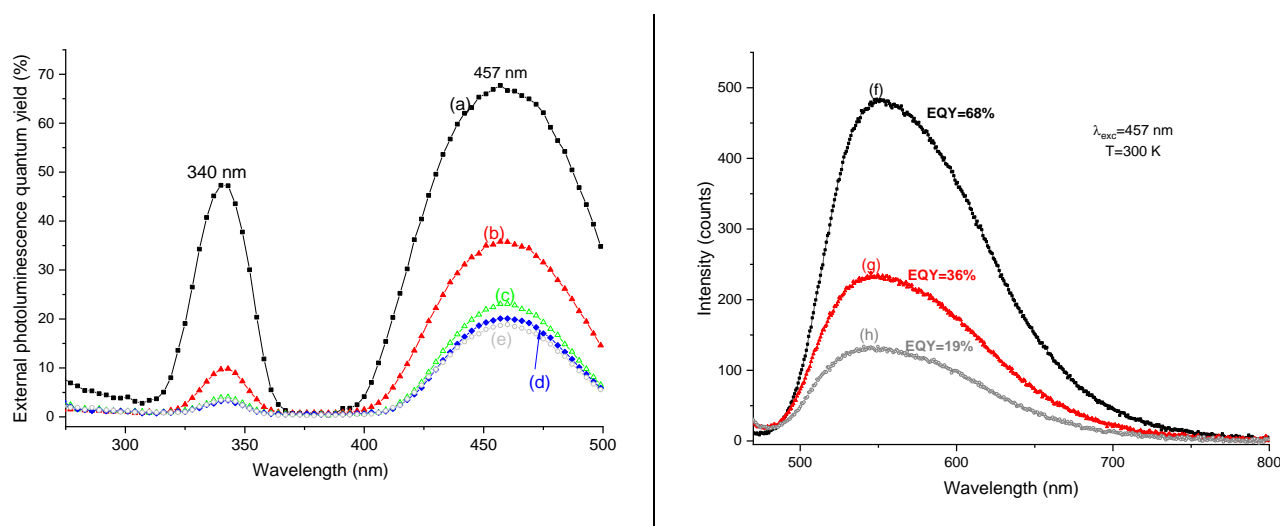 External photoluminescence quantum yield (%)
70
60
50
40
30
20
10
0
340 nm
457 nm
(a)
(b)
(c)
(d)
(e)
300
350
400
450
500
Wavelength (nm)
Intensity (counts)
500
400
300
200
100
0
(f)
EQY=68%
λexc=457 nm
T=300 K
(g)
EQY=36%
(h)
EQY=19%
500
600
700
800
Wavelength (nm)